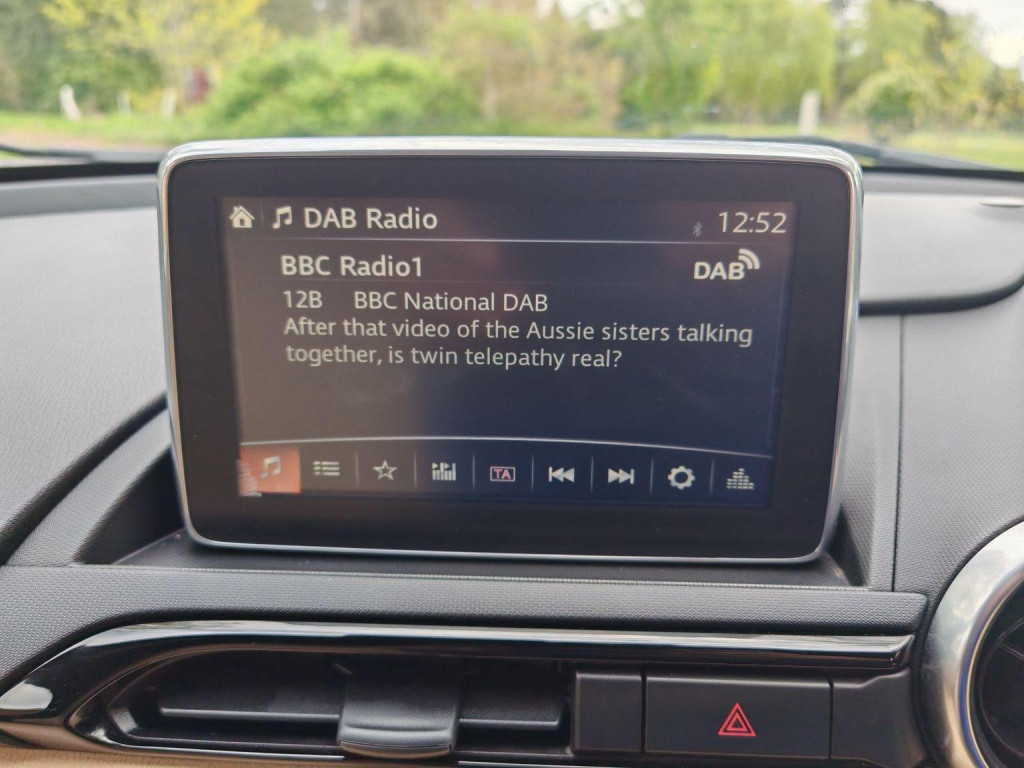 DAB Radio 12:52
BBC Radio1 DAB
12B BBC National DAB
After that video of the Aussie sisters talking
together, is twin telepathy real?
TA